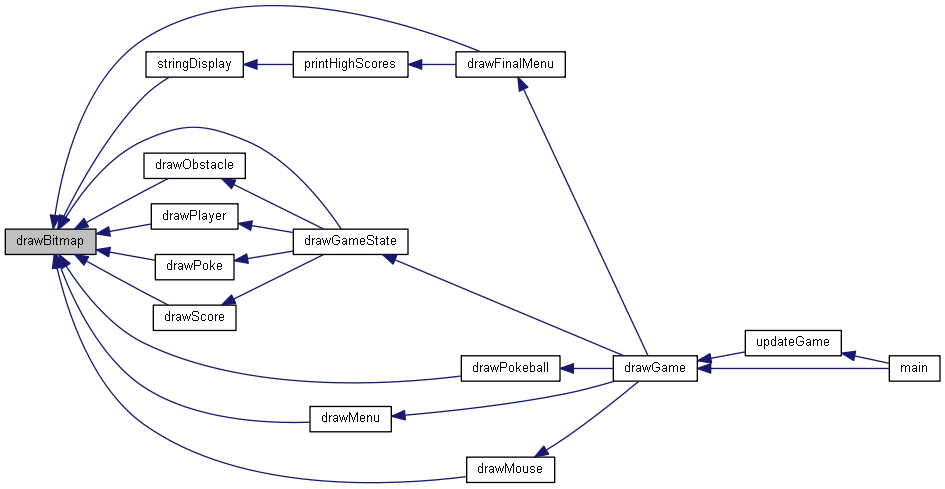 stringDisplay
printHighScores
drawFinalMenu
drawObstacle
drawPlayer
drawBitmap
drawGameState
drawPoke
drawScore
updateGame
drawPokeball
drawGame
main
drawMenu
drawMouse